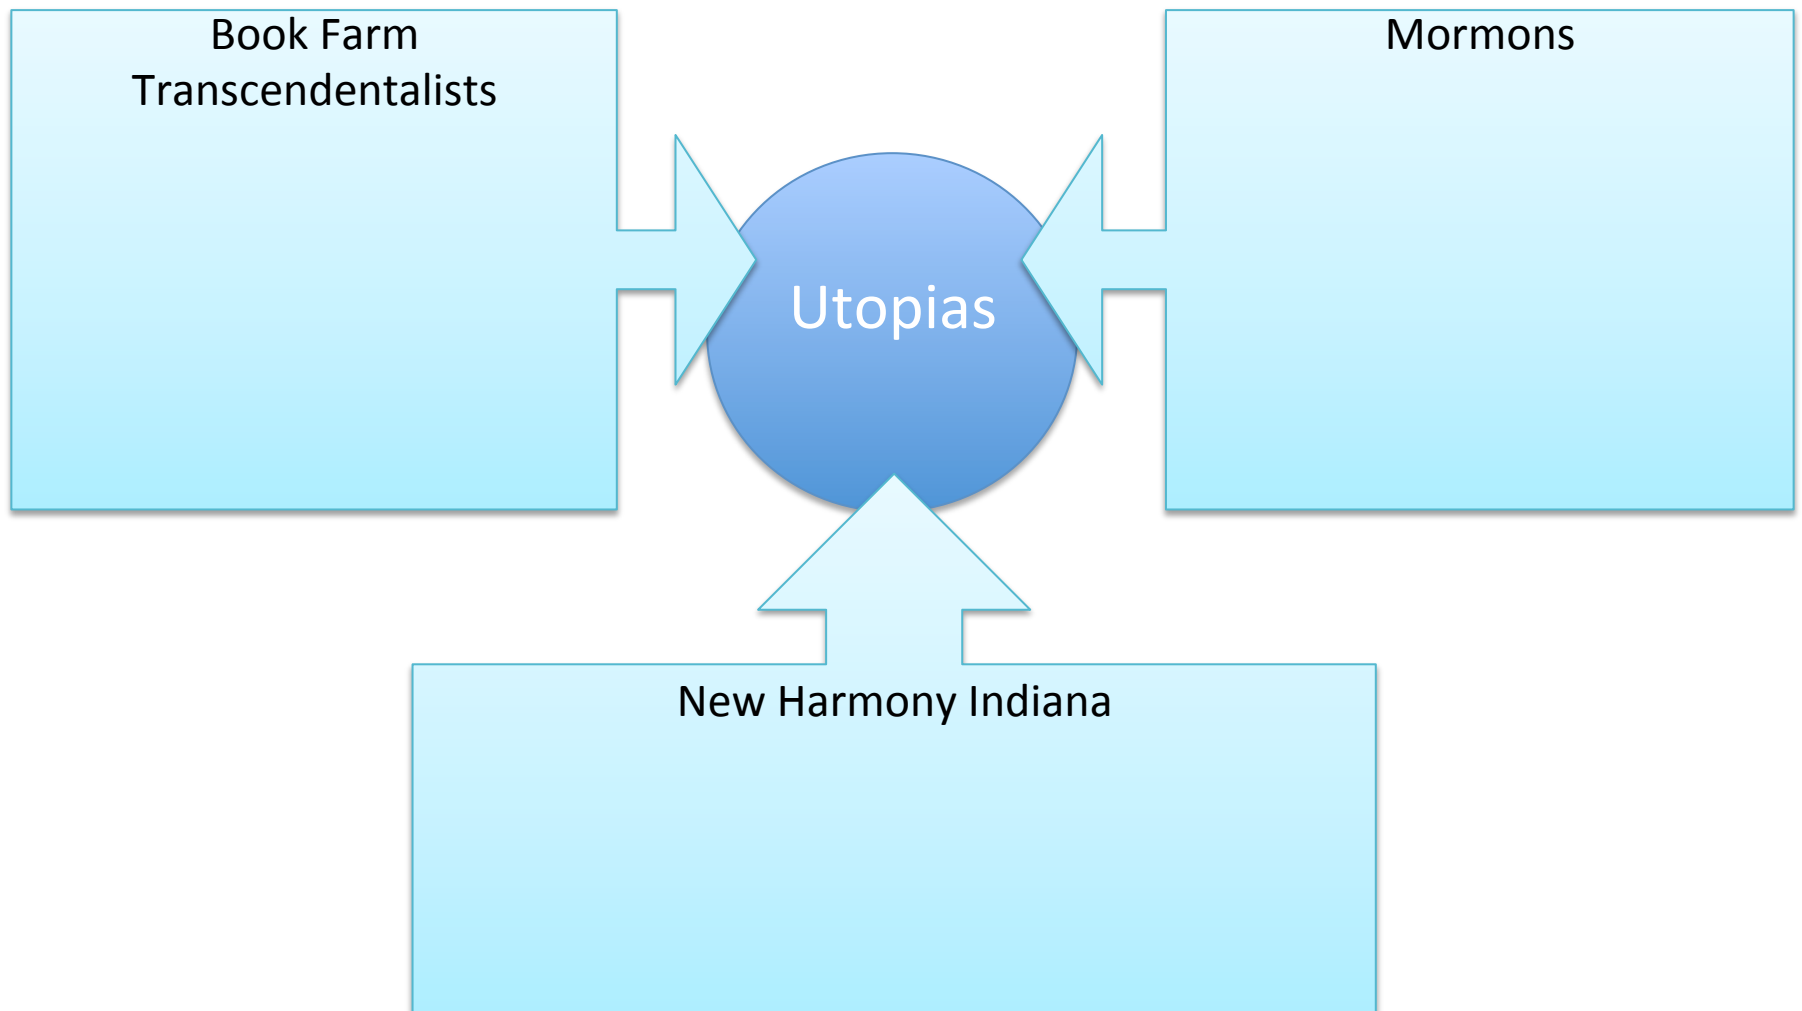 Book Farm
Transcendentalists
Mormons
Utopias
New Harmony Indiana